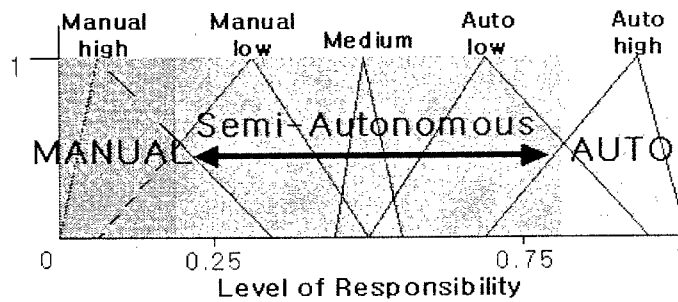 Manual high
Manual low
Medium
Auto low
Auto high
1
Semi-Autonomous
MANUAL
AUTO
0
0.25
0.75
Level of Responsibility